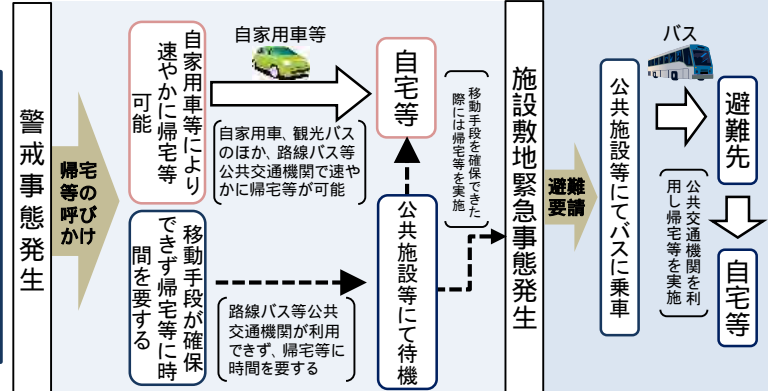 警戒事態発生
帰宅
等の
呼び
かけ
自家用車等により
速やかに帰宅等
可能
移動手段が確保
できず帰宅等に時
間を要する
自家用車等
自家用車、観光バス
のほか、路線バス等
公共交通機関で速や
かに帰宅等が可能
路線バス等公共
交通機関が利用
できず、帰宅等に
時間を要する
自宅等
公共施設等にて待機
移動手段を確保できた
際には帰宅等を実施
施設敷地緊急事態発生
避難
要請
公共施設等にてバスに乗車
バス
避難先
公共交通機関を利
用し帰宅等を実施
自宅等